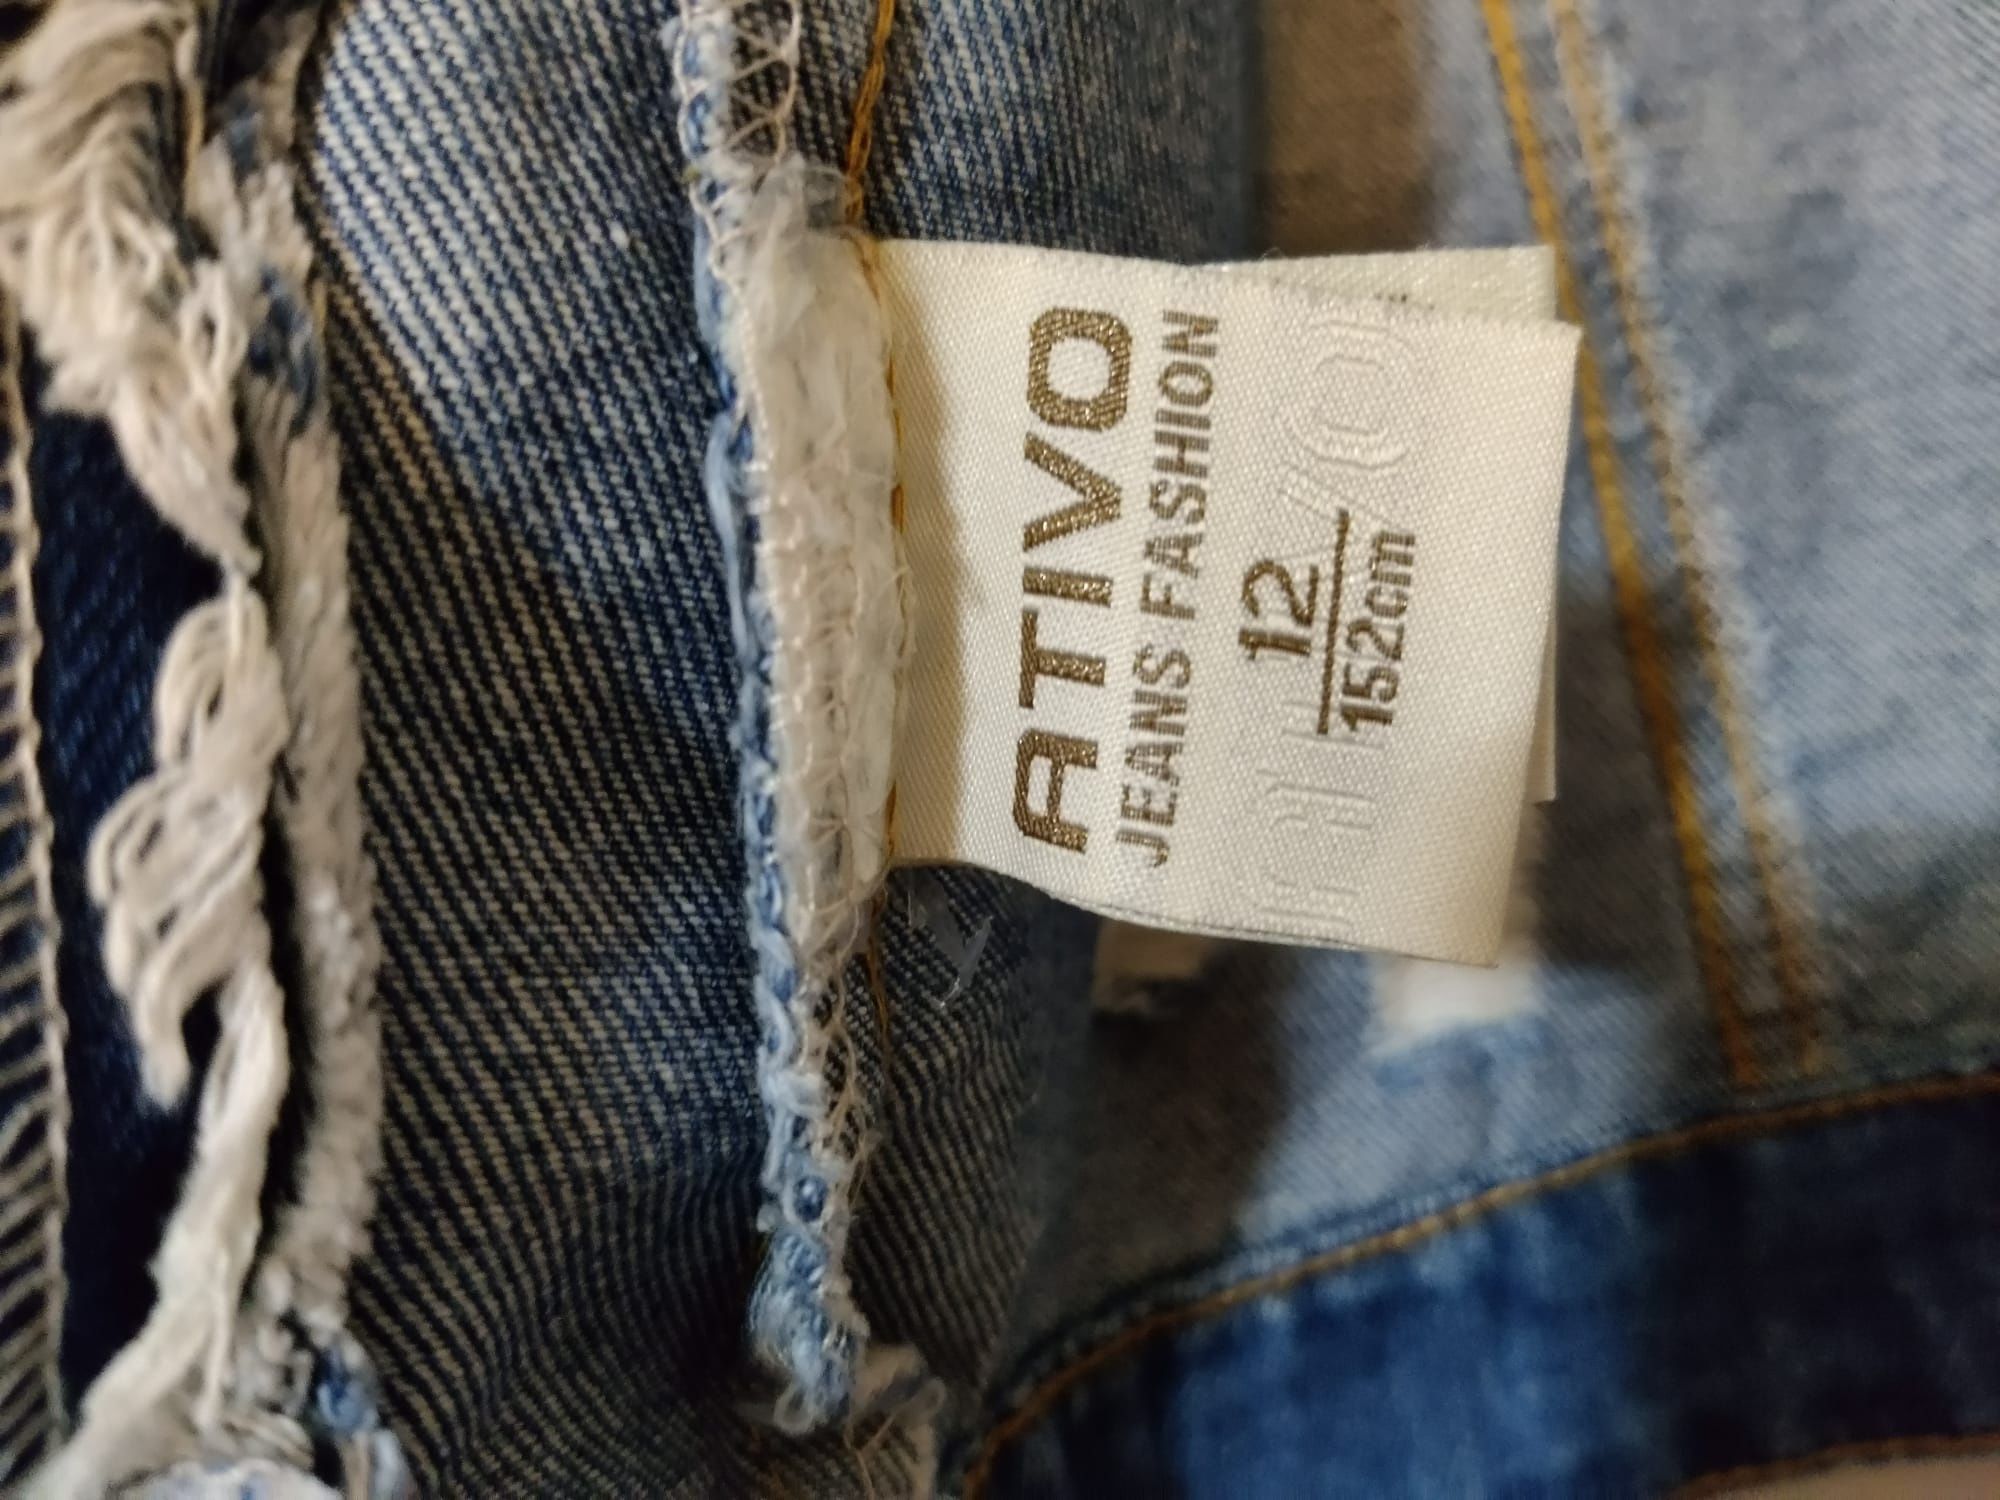 ATIVO
JEANS FASHION
12
152cm